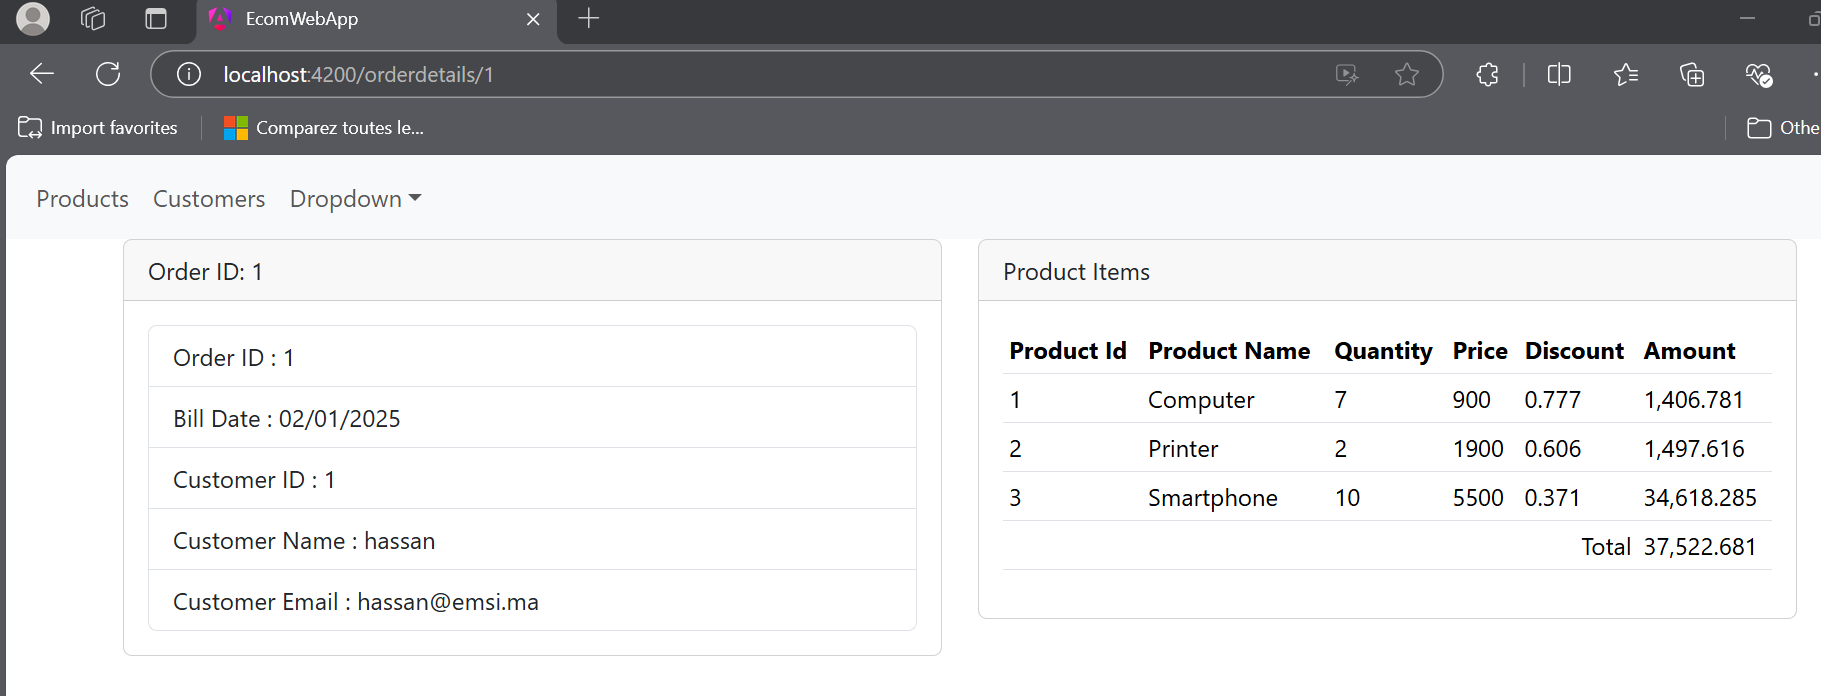 EcomWebApp
localhost:4200/orderdetails/1
Import favorites
Comparez toutes le...
Othe
Products Customers Dropdown
Order ID: 1
Order ID : 1
Bill Date : 02/01/2025
Customer ID : 1
Customer Name : hassan
Customer Email : hassan@emsi.ma
Product Items
Product Id Product Name Quantity Price Discount Amount
1 Computer 7 900 0.777 1,406.781
2 Printer 2 1900 0.606 1,497.616
3 Smartphone 10 5500 0.371 34,618.285
Total 37,522.681